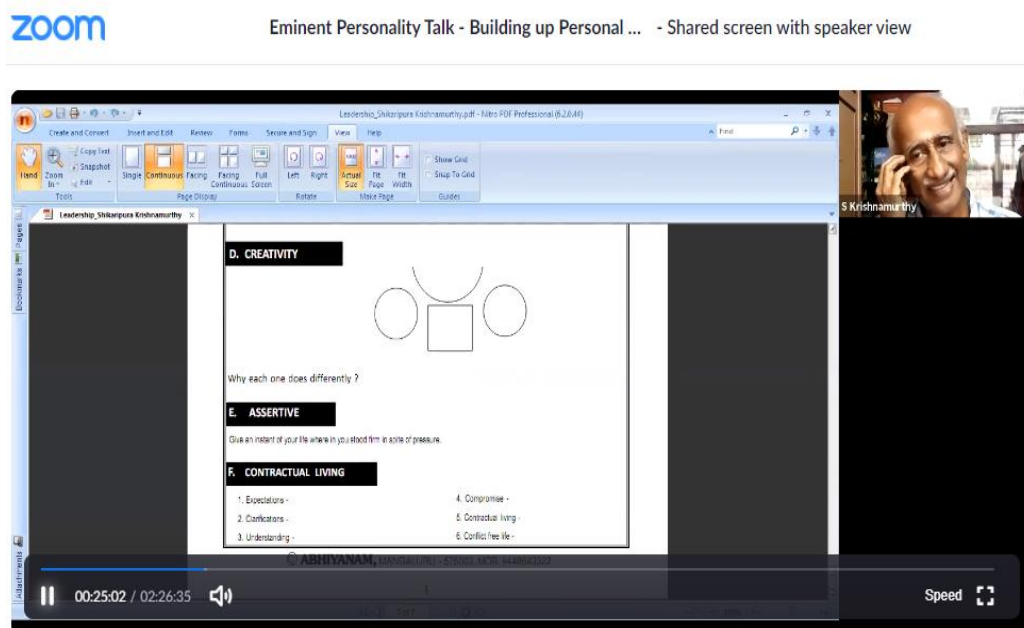 zoom
Eminent Personality Talk - Building up Personal ... - Shared screen with speaker view
Leadership_Shikaripura Krishnamurthy.pdf - Nitro PDF Professional (6.2.0.44)
Create and Convert Insert and Edit Review Forms Secure and Sign View Help
Find
Hand Zoom In Copy Text Snapshot Edit
Single Continuous Facing Facing Continuous Full Screen
Left Right
Actual Size Fit Page Fit Width
Show Grid
Snap To Grid
Tools Page Display Rotate Make Page Guides
Leadership_Shikaripura Krishnamurthy x
S Krishnamurthy
Pages
Bookmarks
Attachments
D. CREATIVITY
Why each one does differently ?
E. ASSERTIVE
Give an instant of your life where in you stood firm in spite of pressure.
F. CONTRACTUAL LIVING
1. Expectations -
2. Clarifications -
3. Understanding -
4. Compromise -
5. Contractual living -
6. Conflict free life -
© ABHIYANAM,
00:25:02 / 02:26:35
Speed